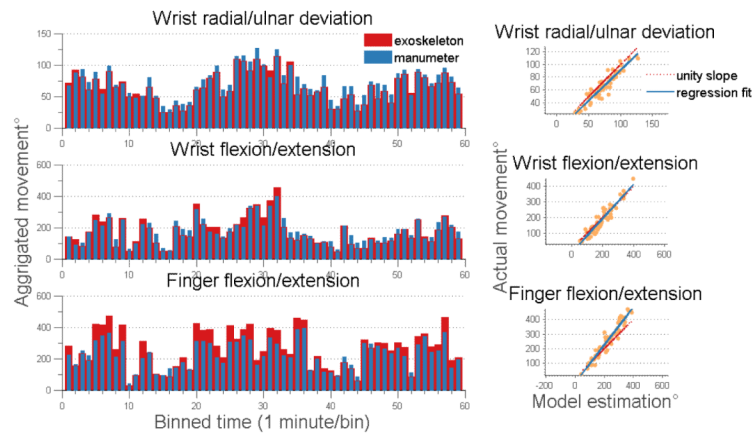 Wrist radial/ulnar deviation
150
100
50
0
0 10 20 30 40 50 60
exoskeleton
manumeter
Wrist flexion/extension
600
400
200
0
0 10 20 30 40 50 60
Finger flexion/extension
600
400
200
0
0 10 20 30 40 50 60
Aggrigated movement°
Binned time (1 minute/bin)
Wrist radial/ulnar deviation
120
100
80
60
40
0 50 100 150
unity slope
regression fit
Wrist flexion/extension
400
300
200
100
0 200 400 600
Finger flexion/extension
400
300
200
100
-200 0 200 400 600
Actual movement°
Model estimation°